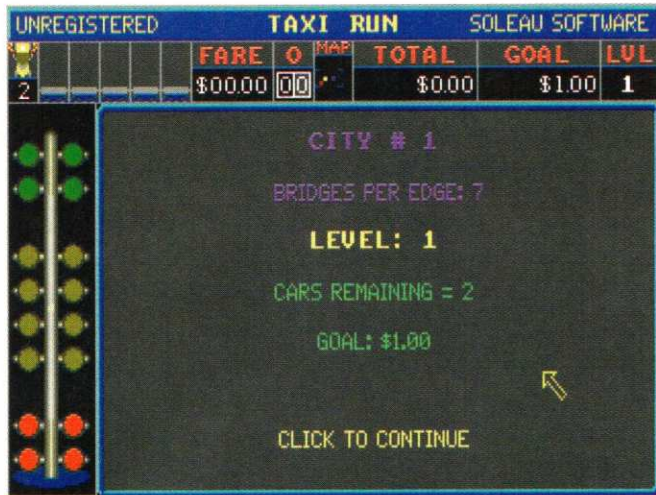 UNREGISTERED TAXI RUN SOLEAU SOFTWARE
FARE O MAP TOTAL GOAL LVL
2 $00.00 00 $0.00 $1.00 1
CITY # 1
BRIDGES PER EDGE: 7
LEVEL: 1
CARS REMAINING = 2
GOAL: $1.00
CLICK TO CONTINUE